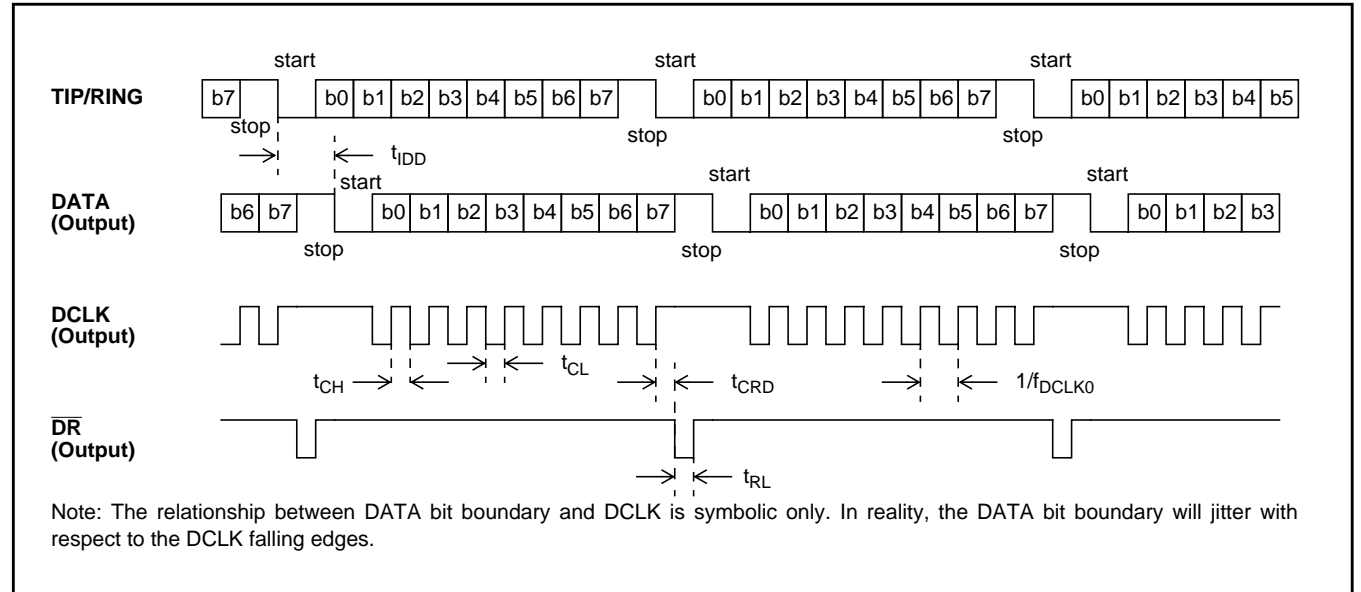 start start start
TIP/RING b7 b0 b1 b2 b3 b4 b5 b6 b7 b0 b1 b2 b3 b4 b5 b6 b7 b0 b1 b2 b3 b4 b5
stop stop stop
tIDD
start start start
DATA
(Output)
b6 b7 b0 b1 b2 b3 b4 b5 b6 b7 b0 b1 b2 b3 b4 b5 b6 b7 b0 b1 b2 b3
stop stop stop
DCLK
(Output)
tCH tCL tCRD 1/fDCLK0
DR
(Output)
tRL
Note: The relationship between DATA bit boundary and DCLK is symbolic only. In reality, the DATA bit boundary will jitter with
respect to the DCLK falling edges.